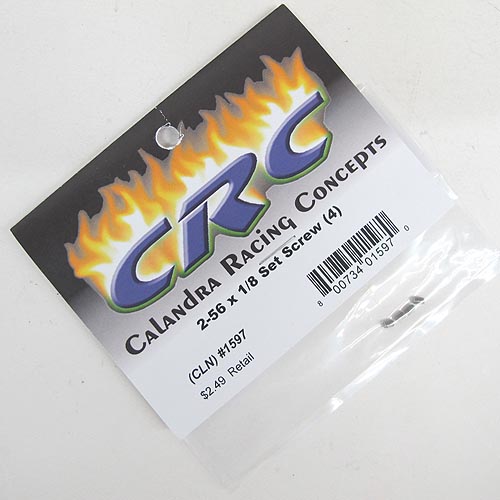 CRC
Calandra Racing Concepts
2-56 x 1/8 Set Screw (4)
8 00734 01597 0
(CLN) #1597
$2.49 Retail